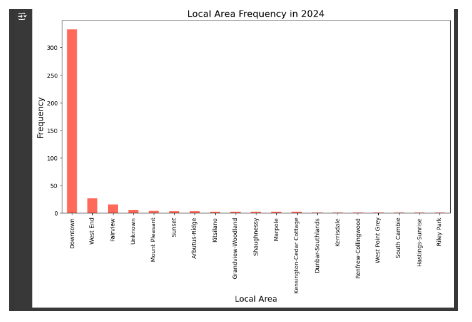 Local Area Frequency in 2024
Frequency
300
250
200
150
100
50
0
Downtown
West End
Fairview
Unknown
Mount Pleasant
Sunset
Arbutus-Ridge
Kitsilano
Grandview-Woodland
Shaughnessy
Marpole
Kensington-Cedar Cottage
Dunbar-Southlands
Kerrisdale
Renfrew-Collingwood
West Point Grey
South Cambie
Hastings-Sunrise
Riley Park
Local Area